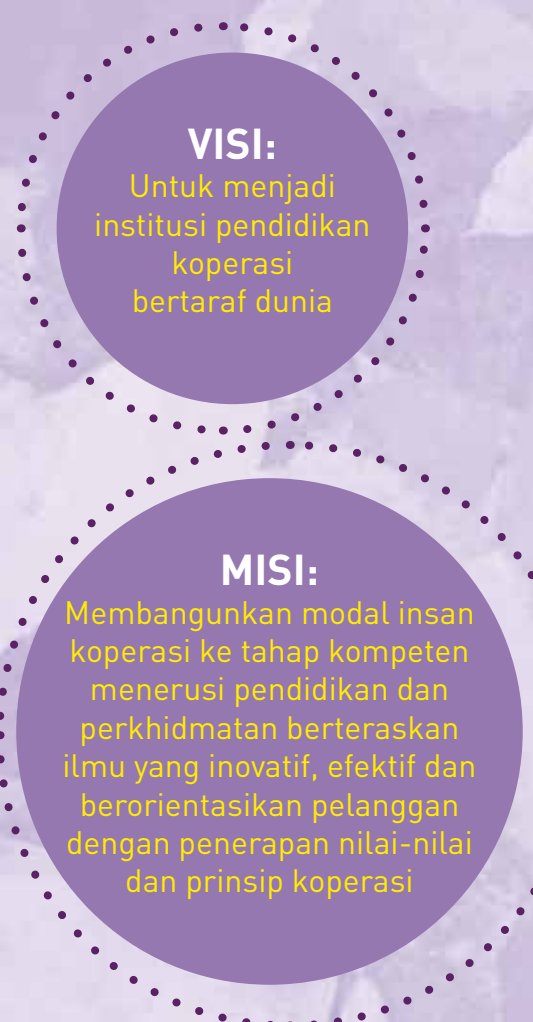 VISI:
Untuk menjadi
institusi pendidikan
koperasi
bertaraf dunia
MISI:
Membangunkan modal insan
koperasi ke tahap kompeten
menerusi pendidikan dan
perkhidmatan berteraskan
ilmu yang inovatif, efektif dan
berorientasikan pelanggan
dengan penerapan nilai-nilai
dan prinsip koperasi